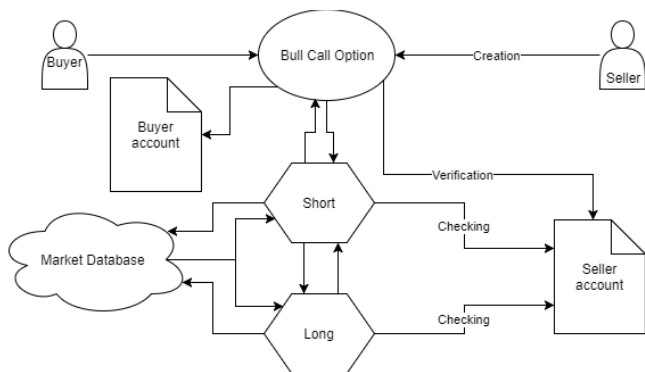 Buyer
Bull Call Option
Creation
Seller
Buyer
account
Verification
Short
Checking
Market Database
Seller
account
Long
Checking